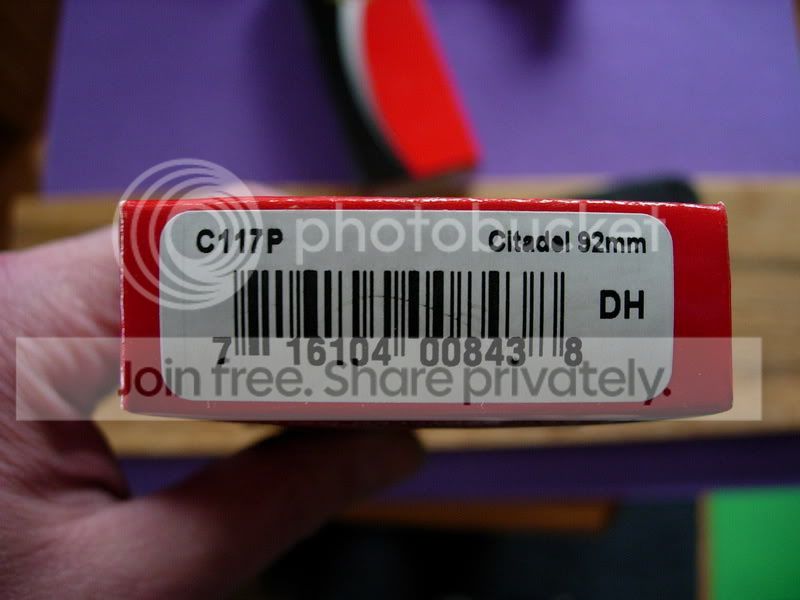 C117P Citadel 92mm
DH
7 16104 00843 8
photobucket
Join free. Share privately.